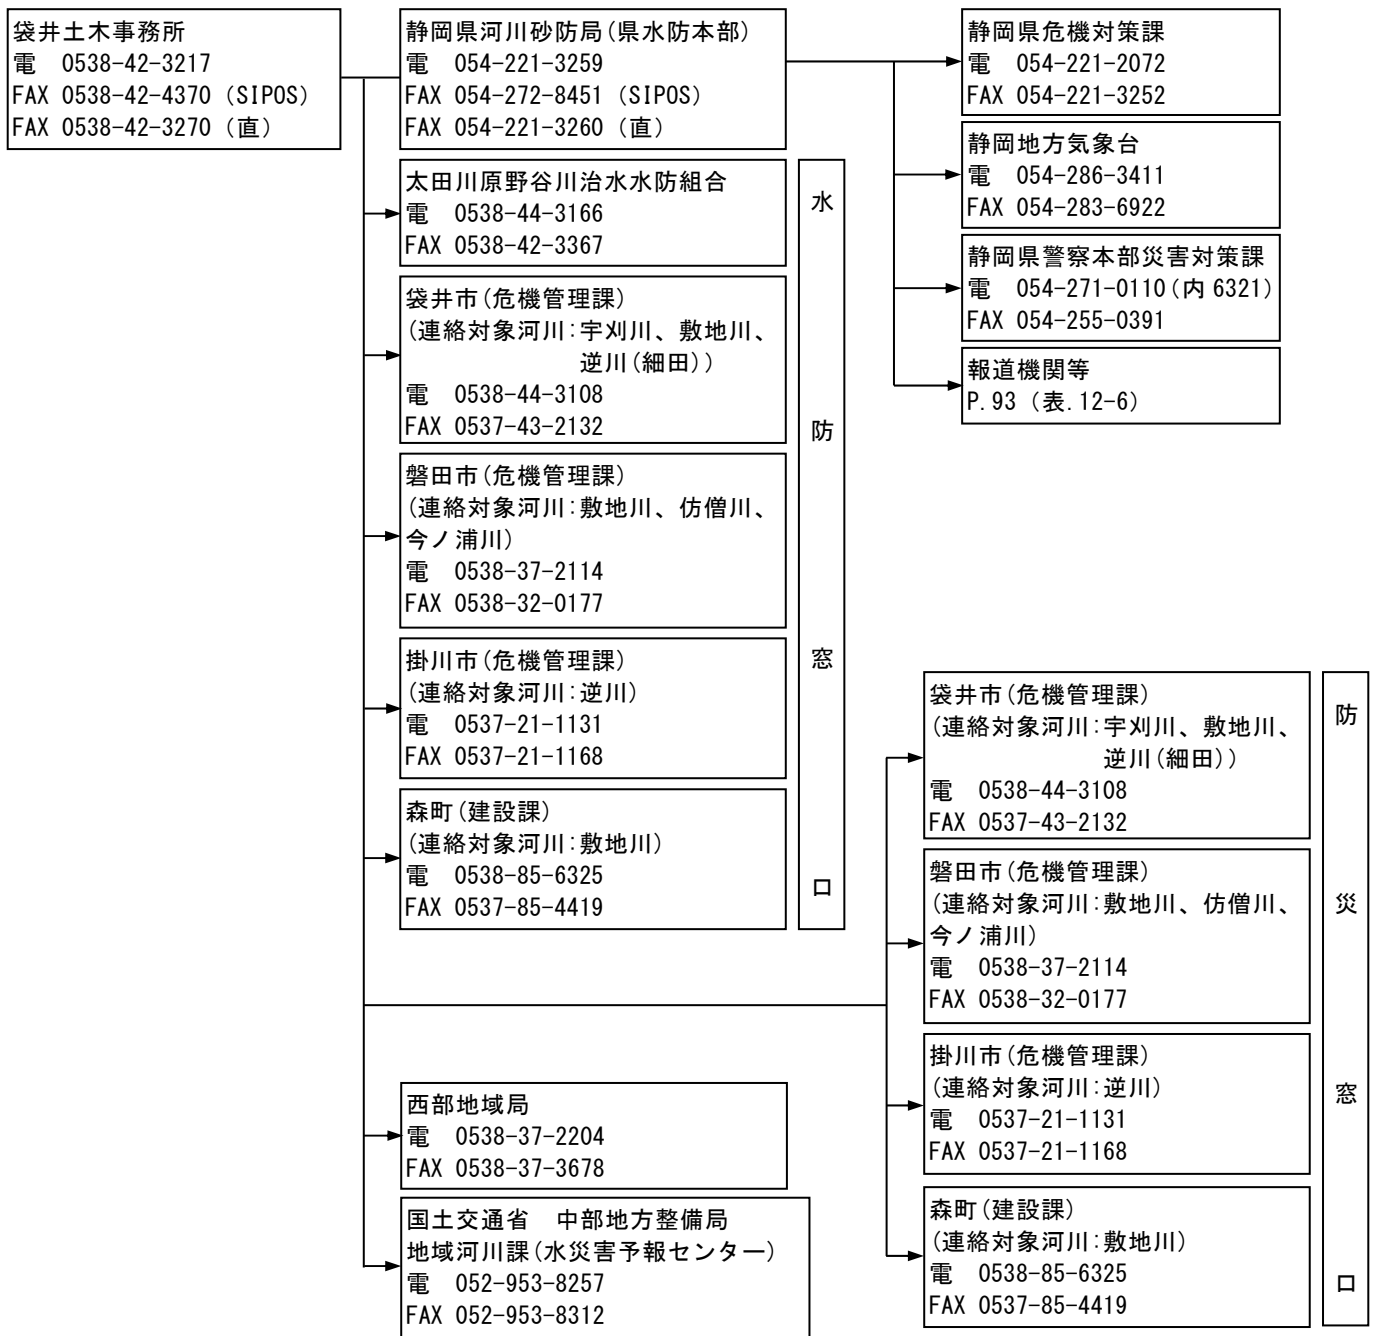 袋井土木事務所
電　0538-42-3217
FAX 0538-42-4370（SIPOS）
FAX 0538-42-3270（直）
静岡県河川砂防局(県水防本部)
電　054-221-3259
FAX 054-272-8451（SIPOS）
FAX 054-221-3260（直）
静岡県危機対策課
電　054-221-2072
FAX 054-221-3252
静岡地方気象台
電　054-286-3411
FAX 054-283-6922
静岡県警察本部災害対策課
電　054-271-0110(内 6321)
FAX 054-255-0391
報道機関等
P.93（表.12-6）
太田川原野谷川治水水防組合
電　0538-44-3166
FAX 0538-42-3367
袋井市(危機管理課)
(連絡対象河川:宇刈川、敷地川、
逆川(細田))
電　0538-44-3108
FAX 0537-43-2132
磐田市(危機管理課)
(連絡対象河川:敷地川、仿僧川、
今ノ浦川)
電　0538-37-2114
FAX 0538-32-0177
掛川市(危機管理課)
(連絡対象河川:逆川)
電　0537-21-1131
FAX 0537-21-1168
森町(建設課)
(連絡対象河川:敷地川)
電　0538-85-6325
FAX 0537-85-4419
水防窓口
袋井市(危機管理課)
(連絡対象河川:宇刈川、敷地川、
逆川(細田))
電　0538-44-3108
FAX 0537-43-2132
磐田市(危機管理課)
(連絡対象河川:敷地川、仿僧川、
今ノ浦川)
電　0538-37-2114
FAX 0538-32-0177
掛川市(危機管理課)
(連絡対象河川:逆川)
電　0537-21-1131
FAX 0537-21-1168
森町(建設課)
(連絡対象河川:敷地川)
電　0538-85-6325
FAX 0537-85-4419
防災窓口
西部地域局
電　0538-37-2204
FAX 0538-37-3678
国土交通省　中部地方整備局
地域河川課(水災害予報センター)
電　052-953-8257
FAX 052-953-8312